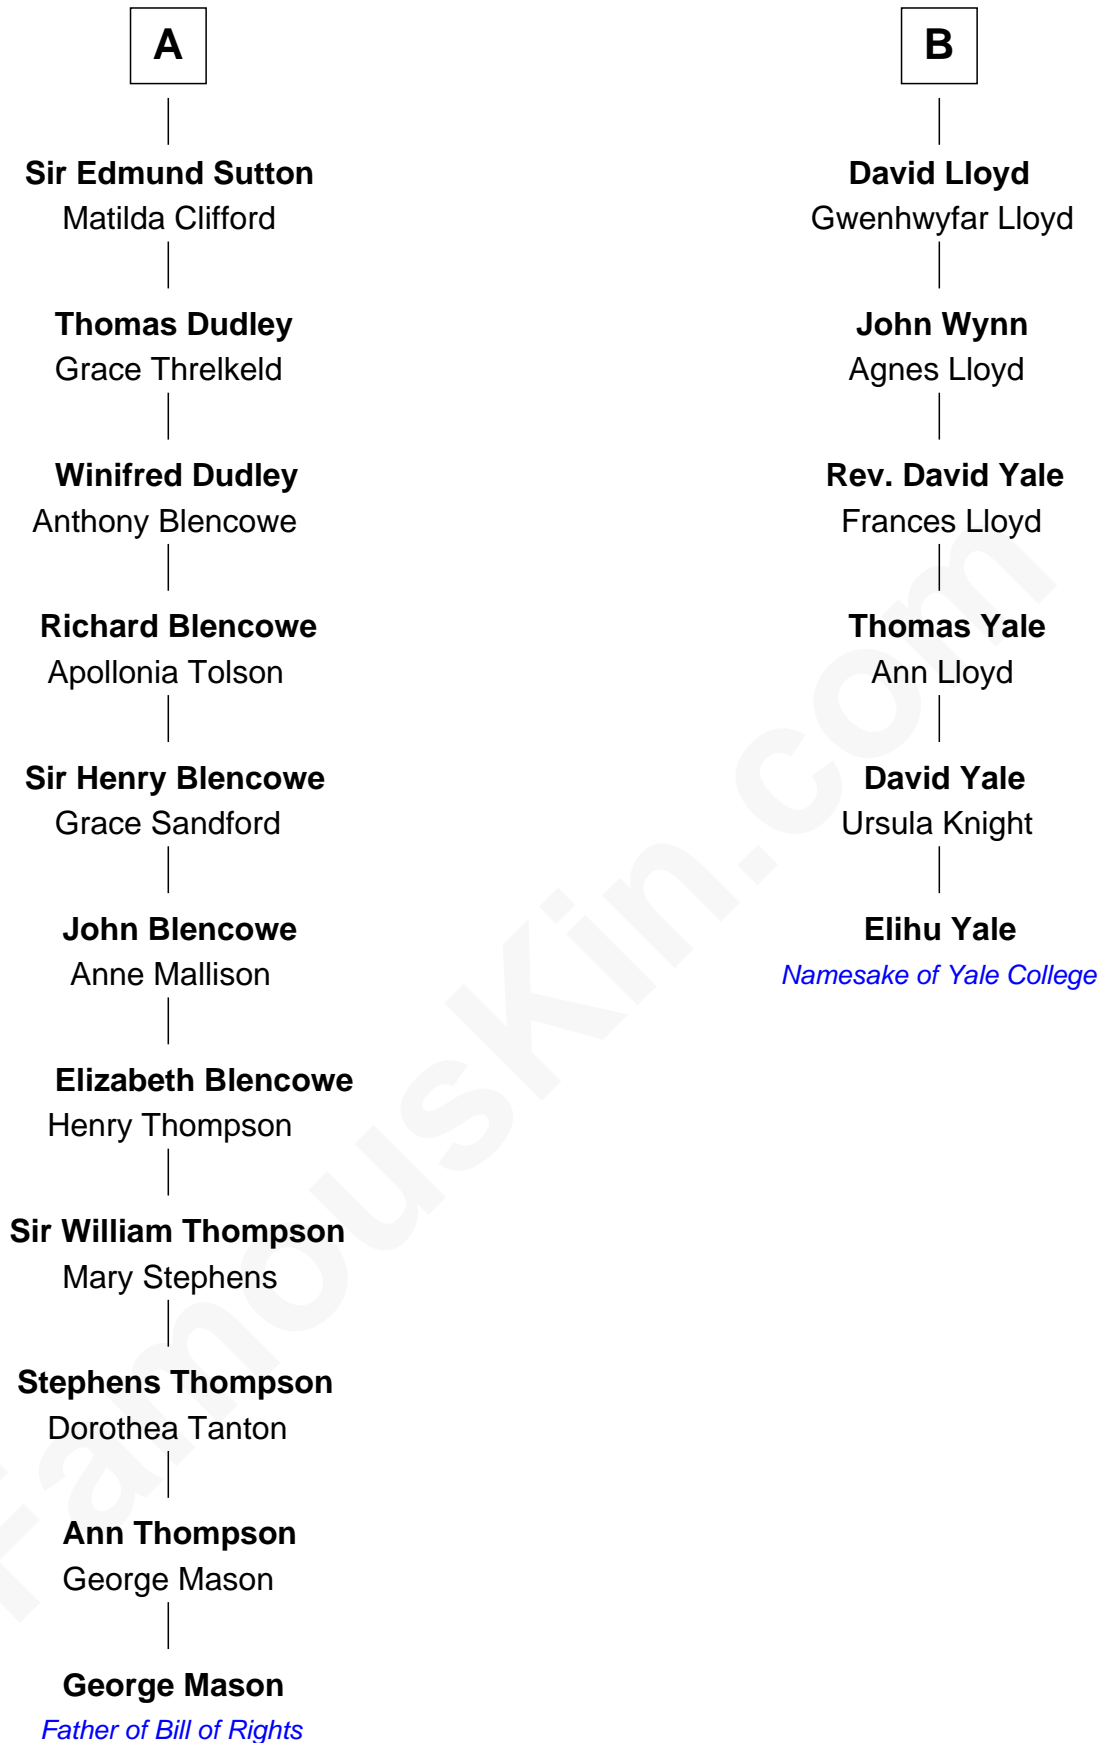 A
Sir Edmund Sutton
Matilda Clifford
Thomas Dudley
Grace Threlkeld
Winifred Dudley
Anthony Blencowe
Richard Blencowe
Apollonia Tolson
Sir Henry Blencowe
Grace Sandford
John Blencowe
Anne Mallison
Elizabeth Blencowe
Henry Thompson
Sir William Thompson
Mary Stephens
Stephens Thompson
Dorothea Tanton
Ann Thompson
George Mason
George Mason
Father of Bill of Rights
B
David Lloyd
Gwenhwyfar Lloyd
John Wynn
Agnes Lloyd
Rev. David Yale
Frances Lloyd
Thomas Yale
Ann Lloyd
David Yale
Ursula Knight
Elihu Yale
Namesake of Yale College
FamousKin.com